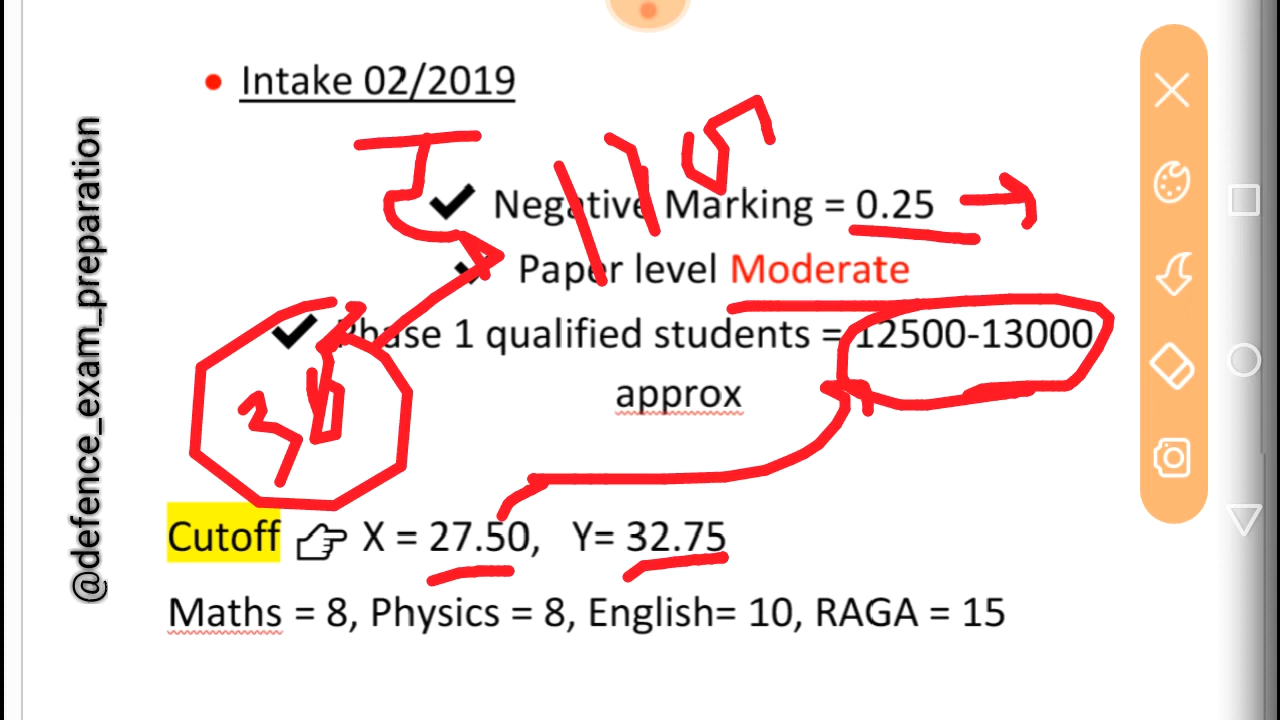 Intake 02/2019
Negative Marking = 0.25
Paper level Moderate
Phase 1 qualified students = 12500-13000
approx
Cutoff X = 27.50, Y= 32.75
Maths = 8, Physics = 8, English= 10, RAGA = 15
@defence_exam_preparation